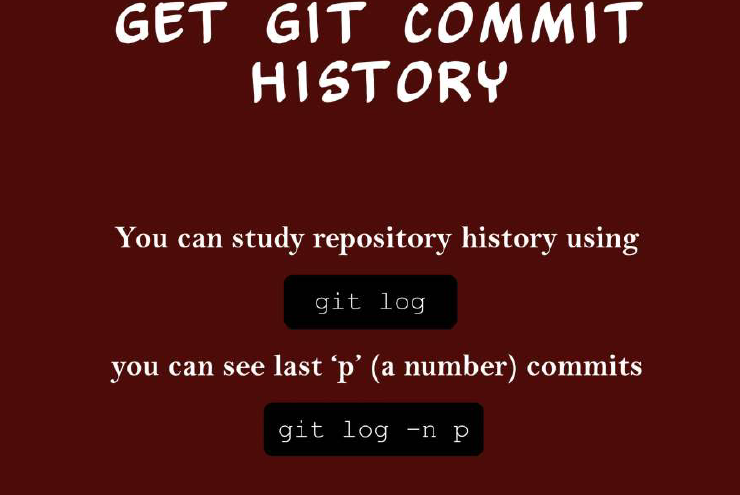 GET GIT COMMIT
HISTORY
You can study repository history using
git log
you can see last ‘p’ (a number) commits
git log -n p